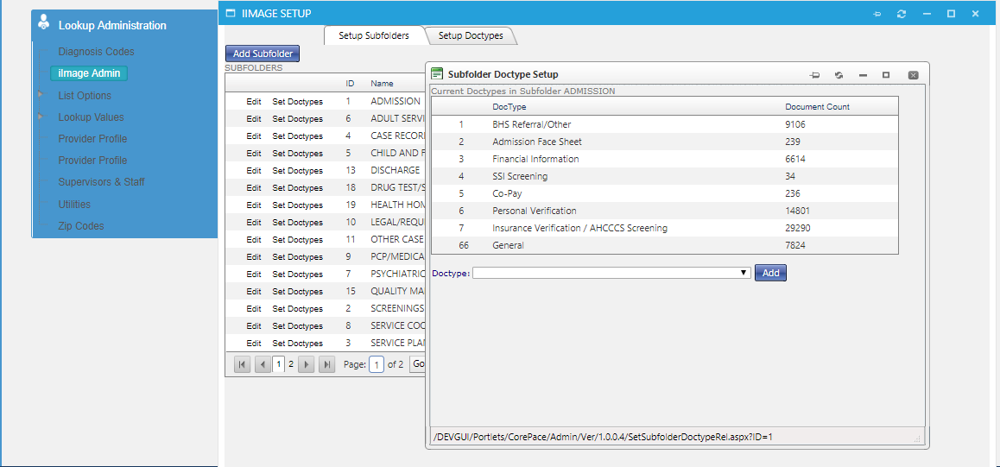 Lookup Administration
Diagnosis Codes
iImage Admin
List Options
Lookup Values
Provider Profile
Provider Profile
Supervisors & Staff
Utilities
Zip Codes
IIMAGE SETUP
Setup Subfolders
Setup Doctypes
Add Subfolder
SUBFOLDERS
ID Name
Edit Set Doctypes 1 ADMISSION
Edit Set Doctypes 6 ADULT SERVI
Edit Set Doctypes 4 CASE RECOR
Edit Set Doctypes 5 CHILD AND F
Edit Set Doctypes 13 DISCHARGE
Edit Set Doctypes 18 DRUG TEST/S
Edit Set Doctypes 19 HEALTH HOM
Edit Set Doctypes 10 LEGAL/REQU
Edit Set Doctypes 11 OTHER CASE
Edit Set Doctypes 9 PCP/MEDICA
Edit Set Doctypes 7 PSYCHIATRIC
Edit Set Doctypes 15 QUALITY MA
Edit Set Doctypes 2 SCREENINGS
Edit Set Doctypes 8 SERVICE COO
Edit Set Doctypes 3 SERVICE PLAN
1 2 Page: 1 of 2 Go
Subfolder Doctype Setup
Current Doctypes in Subfolder ADMISSION
DocType Document Count
1 BHS Referral/Other 9106
2 Admission Face Sheet 239
3 Financial Information 6614
4 SSI Screening 34
5 Co-Pay 236
6 Personal Verification 14801
7 Insurance Verification / AHCCCS Screening 29290
66 General 7824
Doctype: Add
/DEVGUI/Portlets/CorePace/Admin/Ver/1.0.0.4/SetSubfolderDoctypeRel.aspx?ID=1